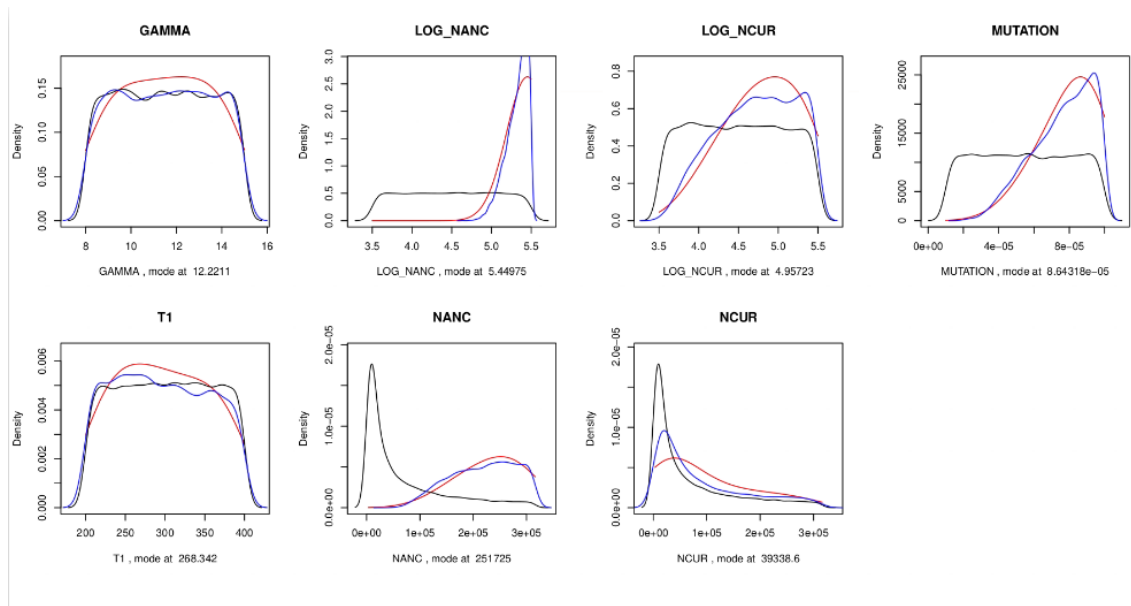 GAMMA
Density
0.00 0.05 0.10 0.15
8 10 12 14 16
GAMMA , mode at 12.2211
LOG_NANC
Density
0.0 0.5 1.0 1.5 2.0 2.5 3.0
3.5 4.0 4.5 5.0 5.5
LOG_NANC , mode at 5.44975
LOG_NCUR
Density
0.0 0.2 0.4 0.6 0.8
3.5 4.0 4.5 5.0 5.5
LOG_NCUR , mode at 4.95723
MUTATION
Density
0 5000 15000 25000
0e+00 4e-05 8e-05
MUTATION , mode at 8.64318e-05
T1
Density
0.000 0.002 0.004 0.006
200 250 300 350 400
T1 , mode at 268.342
NANC
Density
0.0e+00 1.0e-05 2.0e-05
0e+00 1e+05 2e+05 3e+05
NANC , mode at 251725
NCUR
Density
0.0e+00 1.0e-05 2.0e-05
0e+00 1e+05 2e+05 3e+05
NCUR , mode at 39338.6